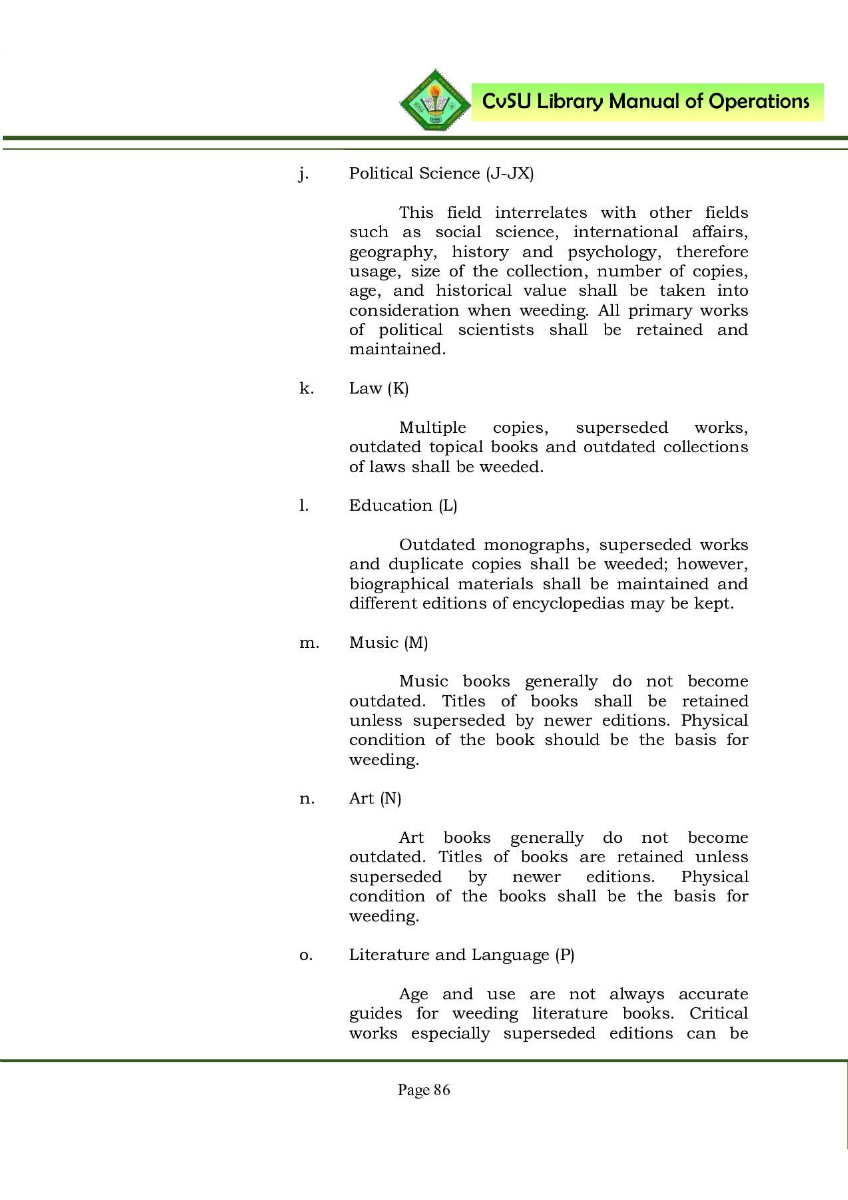 CvSU Library Manual of Operations
j. Political Science (J-JX)
This field interrelates with other fields
such as social science, international affairs,
geography, history and psychology, therefore
usage, size of the collection, number of copies,
age, and historical value shall be taken into
consideration when weeding. All primary works
of political scientists shall be retained and
maintained.
k. Law (K)
Multiple copies, superseded works,
outdated topical books and outdated collections
of laws shall be weeded.
l. Education (L)
Outdated monographs, superseded works
and duplicate copies shall be weeded; however,
biographical materials shall be maintained and
different editions of encyclopedias may be kept.
m. Music (M)
Music books generally do not become
outdated. Titles of books shall be retained
unless superseded by newer editions. Physical
condition of the book should be the basis for
weeding.
n. Art (N)
Art books generally do not become
outdated. Titles of books are retained unless
superseded by newer editions. Physical
condition of the books shall be the basis for
weeding.
o. Literature and Language (P)
Age and use are not always accurate
guides for weeding literature books. Critical
works especially superseded editions can be
Page 86